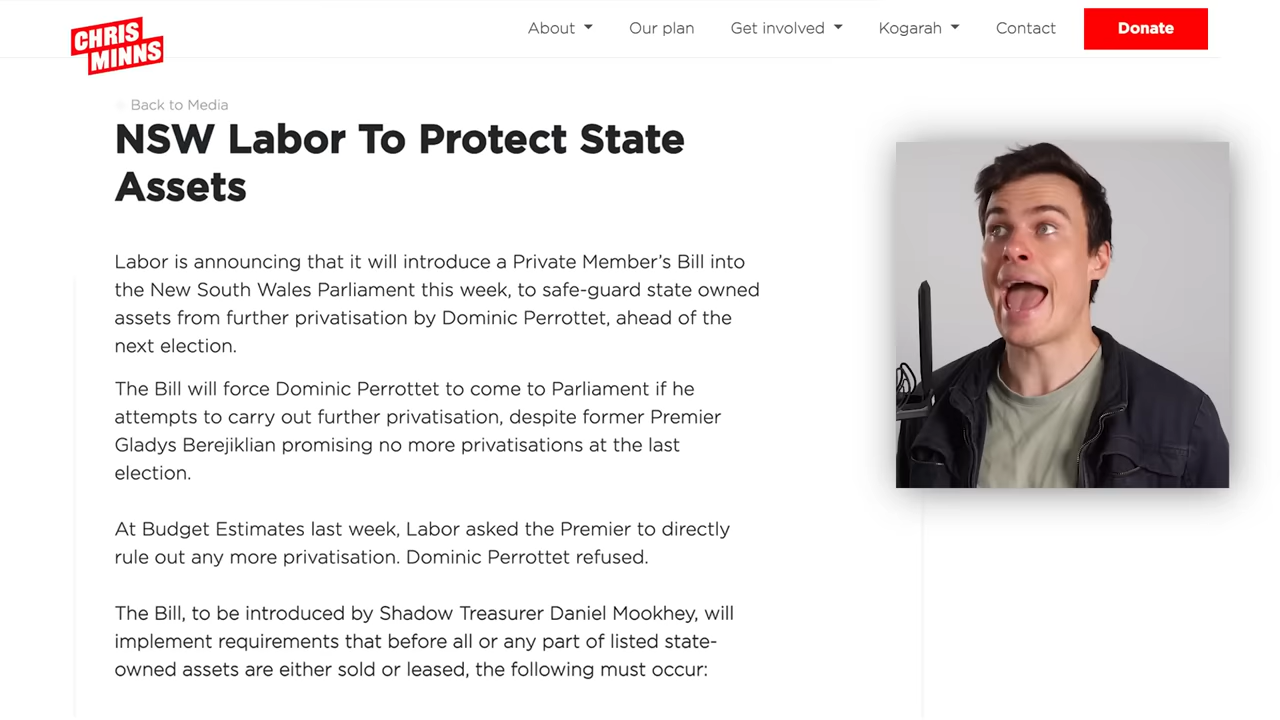 CHRIS
MINNS
About
Our plan
Get involved
Kogarah
Contact
Donate
Back to Media
NSW Labor To Protect State
Assets
Labor is announcing that it will introduce a Private Member’s Bill into
the New South Wales Parliament this week, to safe-guard state owned
assets from further privatisation by Dominic Perrottet, ahead of the
next election.
The Bill will force Dominic Perrottet to come to Parliament if he
attempts to carry out further privatisation, despite former Premier
Gladys Berejiklian promising no more privatisations at the last
election.
At Budget Estimates last week, Labor asked the Premier to directly
rule out any more privatisation. Dominic Perrottet refused.
The Bill, to be introduced by Shadow Treasurer Daniel Mookhey, will
implement requirements that before all or any part of listed state-
owned assets are either sold or leased, the following must occur: